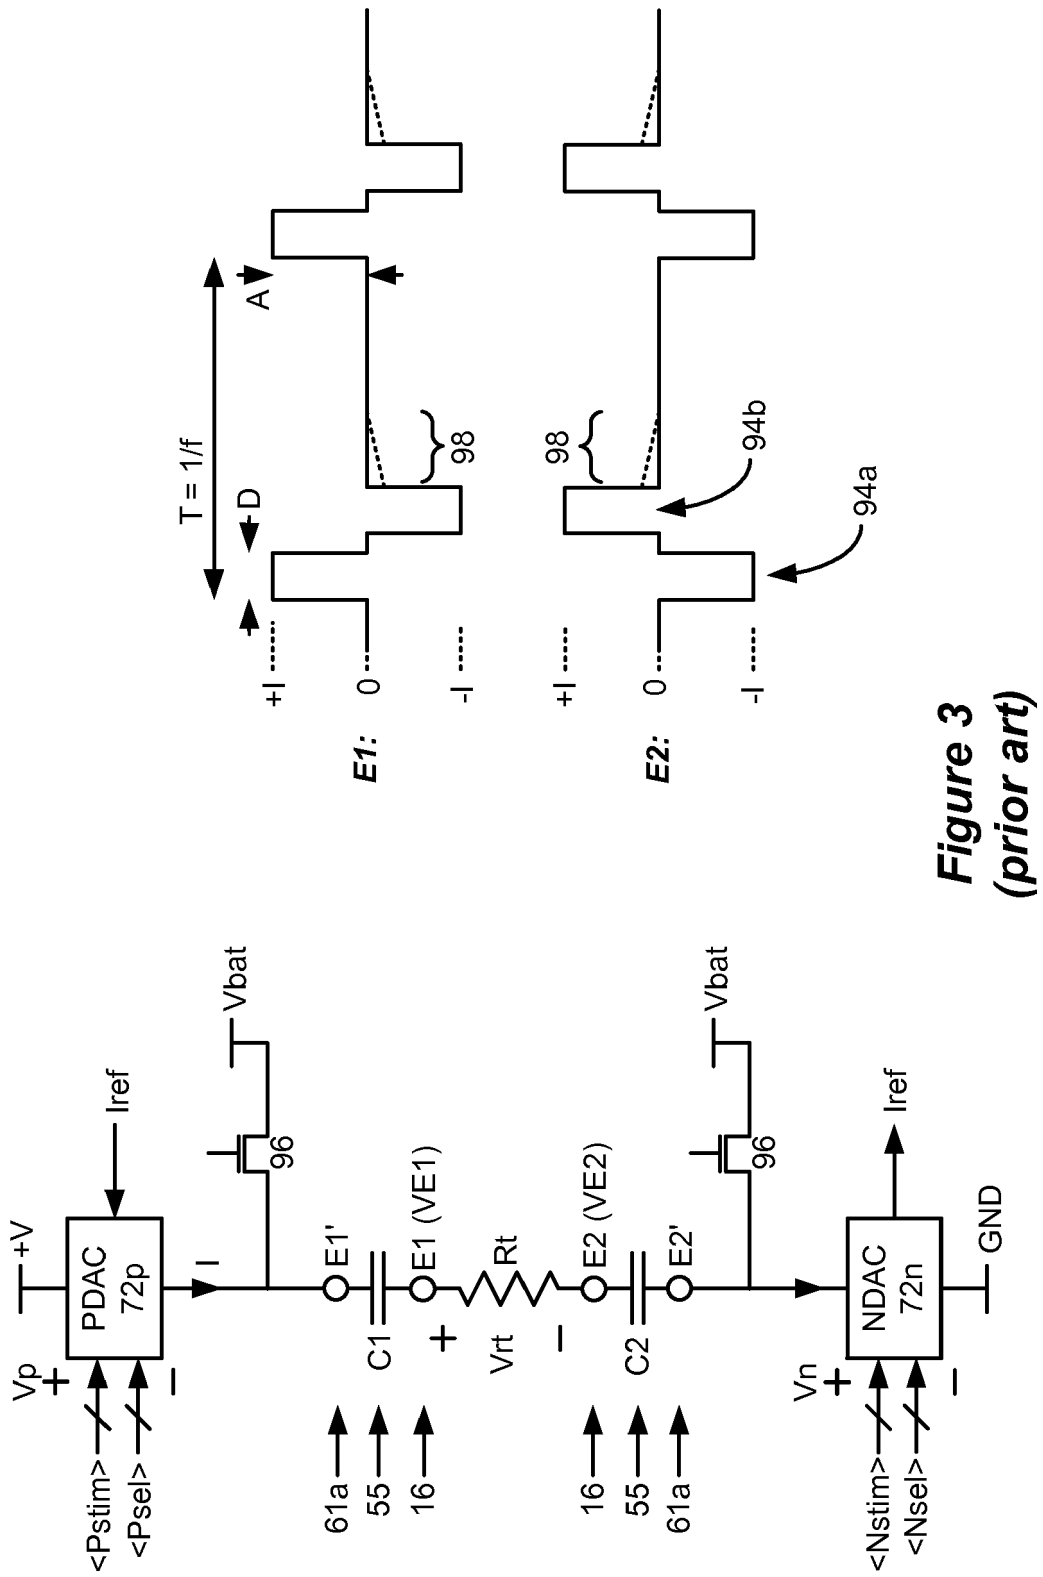 +V
Vp
+
<Pstim>
<Psel>
–
PDAC
72p
Iref
I
Vbat
96
61a
E1'
55
C1
16
E1 (VE1)
+
Vrt
Rt
–
16
E2 (VE2)
55
C2
61a
E2'
Vbat
96
Vn
+
<Nstim>
<Nsel>
–
NDAC
72n
Iref
GND
T = 1/f
D
A
+I
E1:
0
-I
98
98
+I
E2:
0
-I
94b
94a
Figure 3
(prior art)